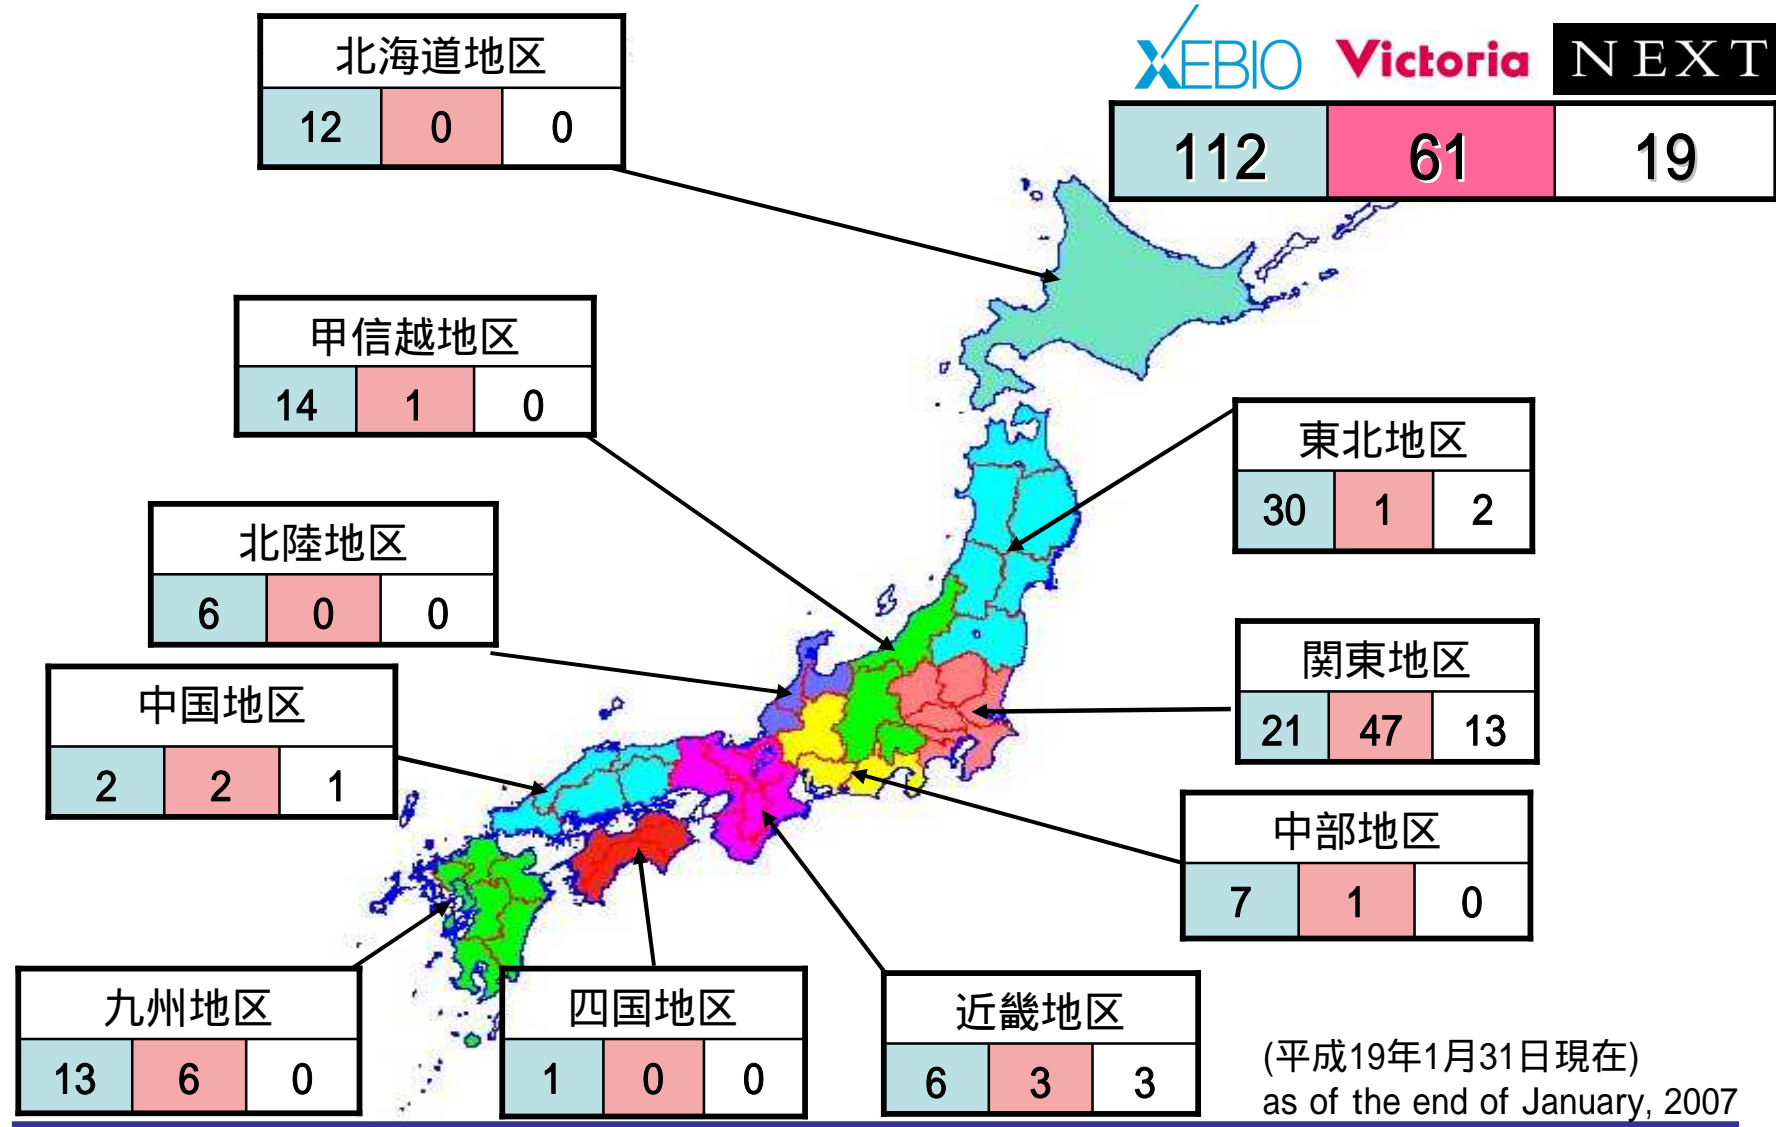 北海道地区
12 0 0
XEBIO Victoria NEXT
112 61 19
甲信越地区
14 1 0
東北地区
30 1 2
北陸地区
6 0 0
関東地区
21 47 13
中国地区
2 2 1
中部地区
7 1 0
九州地区
13 6 0
四国地区
1 0 0
近畿地区
6 3 3
(平成19年1月31日現在)
as of the end of January, 2007